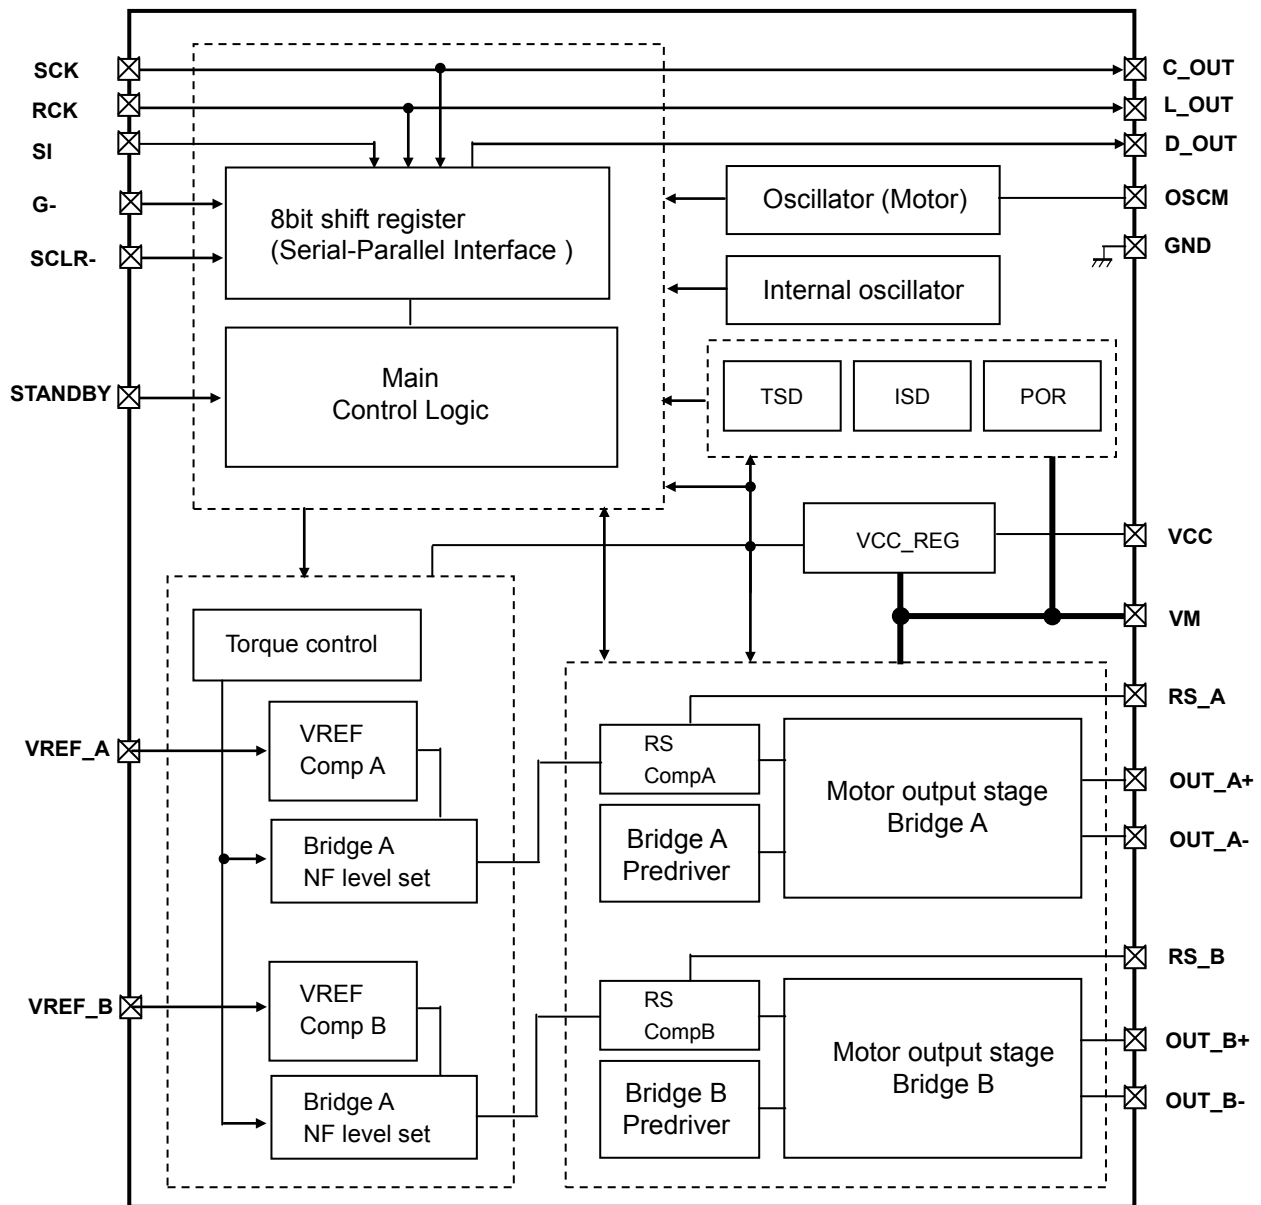 SCK
RCK
SI
G-
SCLR-
STANDBY
VREF_A
VREF_B
8bit shift register
(Serial-Parallel Interface )
Main
Control Logic
Oscillator (Motor)
Internal oscillator
TSD
ISD
POR
VCC_REG
Torque control
VREF
Comp A
Bridge A
NF level set
VREF
Comp B
Bridge A
NF level set
RS
CompA
Bridge A
Predriver
Motor output stage
Bridge A
RS
CompB
Bridge B
Predriver
Motor output stage
Bridge B
C_OUT
L_OUT
D_OUT
OSCM
GND
VCC
VM
RS_A
OUT_A+
OUT_A-
RS_B
OUT_B+
OUT_B-